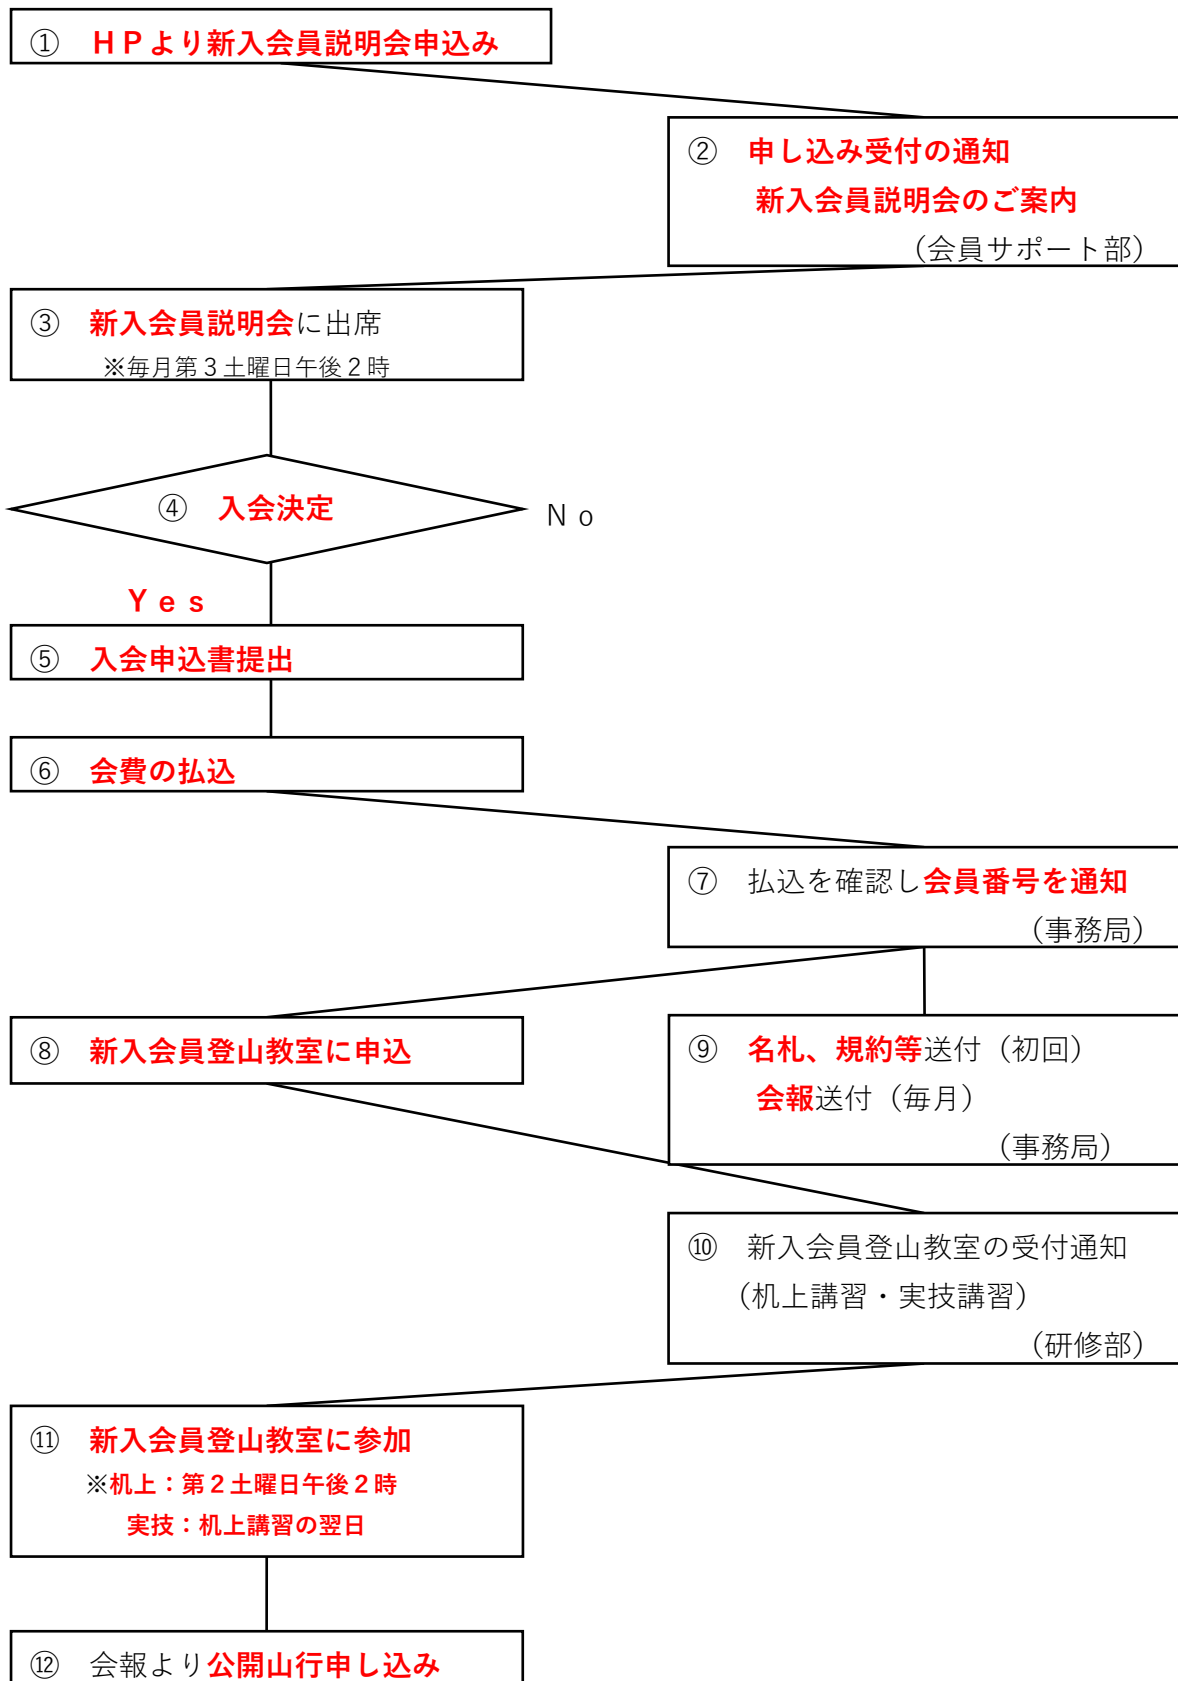 ① ＨＰより新入会員説明会申込み
② 申し込み受付の通知
新入会員説明会のご案内
（会員サポート部）
③ 新入会員説明会に出席
※毎月第３土曜日午後２時
④ 入会決定
Ｎｏ
Ｙｅｓ
⑤ 入会申込書提出
⑥ 会費の払込
⑦ 払込を確認し会員番号を通知
（事務局）
⑧ 新入会員登山教室に申込
⑨ 名札、規約等送付（初回）
会報送付（毎月）
（事務局）
⑩ 新入会員登山教室の受付通知
（机上講習・実技講習）
（研修部）
⑪ 新入会員登山教室に参加
※机上：第２土曜日午後２時
実技：机上講習の翌日
⑫ 会報より公開山行申し込み